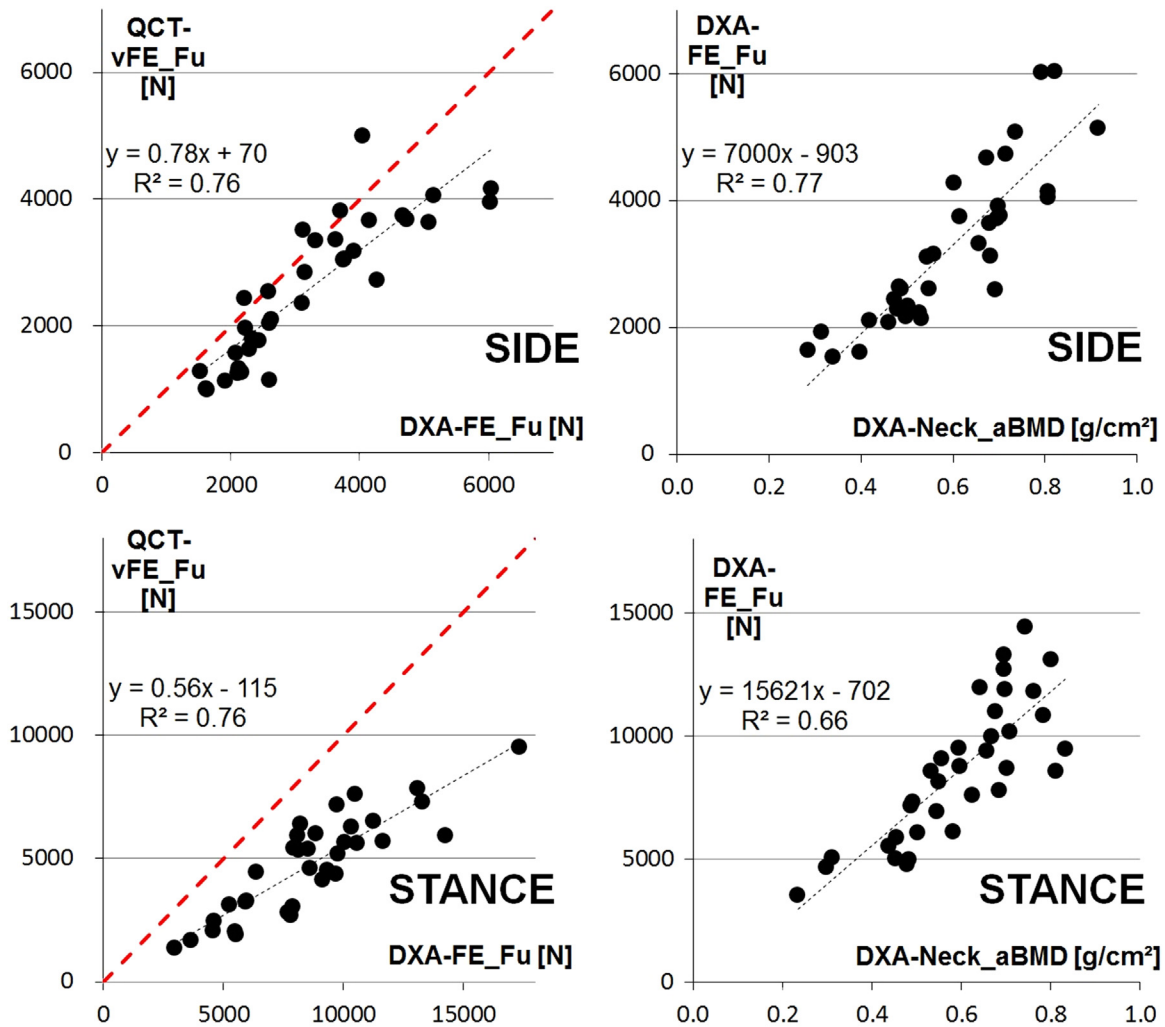 QCT-
vFE_Fu
[N]
6000
4000
2000
0
y = 0.78x + 70
R² = 0.76
SIDE
DXA-FE_Fu [N]
0
2000
4000
6000
DXA-
FE_Fu
[N]
6000
4000
2000
0
y = 7000x - 903
R² = 0.77
SIDE
DXA-Neck_aBMD [g/cm²]
0.0
0.2
0.4
0.6
0.8
1.0
QCT-
vFE_Fu
[N]
15000
10000
5000
0
y = 0.56x - 115
R² = 0.76
STANCE
DXA-FE_Fu [N]
0
5000
10000
15000
DXA-
FE_Fu
[N]
15000
10000
5000
0
y = 15621x - 702
R² = 0.66
STANCE
DXA-Neck_aBMD [g/cm²]
0.0
0.2
0.4
0.6
0.8
1.0